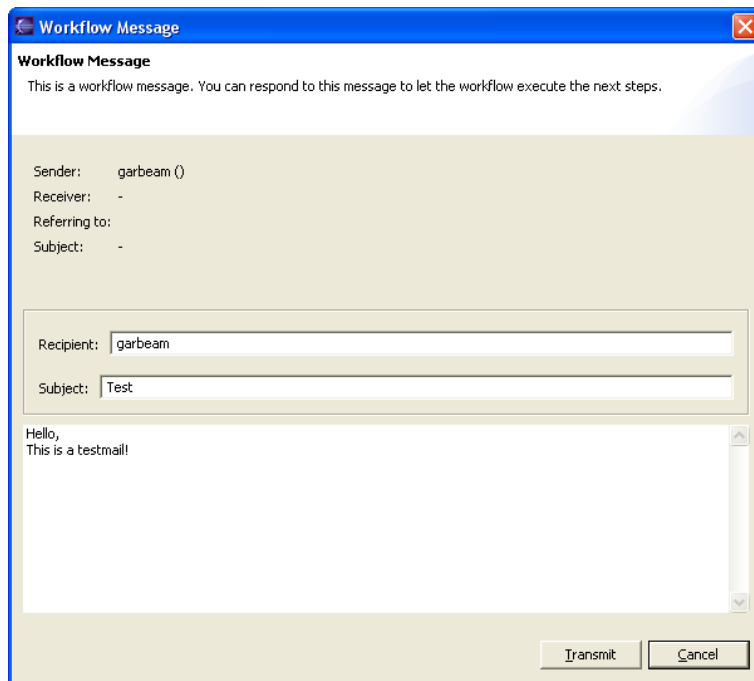 Workflow Message
Workflow Message
This is a workflow message. You can respond to this message to let the workflow execute the next steps.
Sender: garbeam ()
Receiver: -
Referring to:
Subject: -
Recipient: garbeam
Subject: Test
Hello,
This is a testmail!
Transmit Cancel